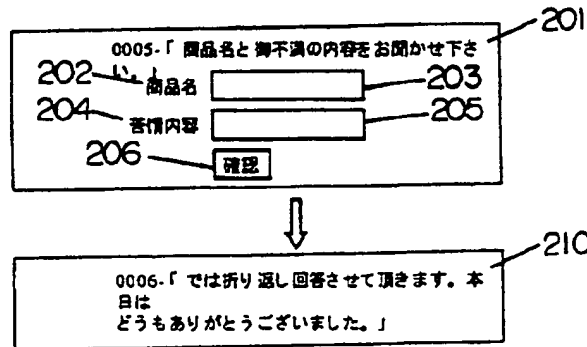 201
0005-「 商品名と御不満の内容をお聞かせ下さ
い。」
202 商品名 203
204 苦情内容 205
206 確認
210
0006-「 では折り返し回答させて頂きます。本
日は
どうもありがとうございました。」